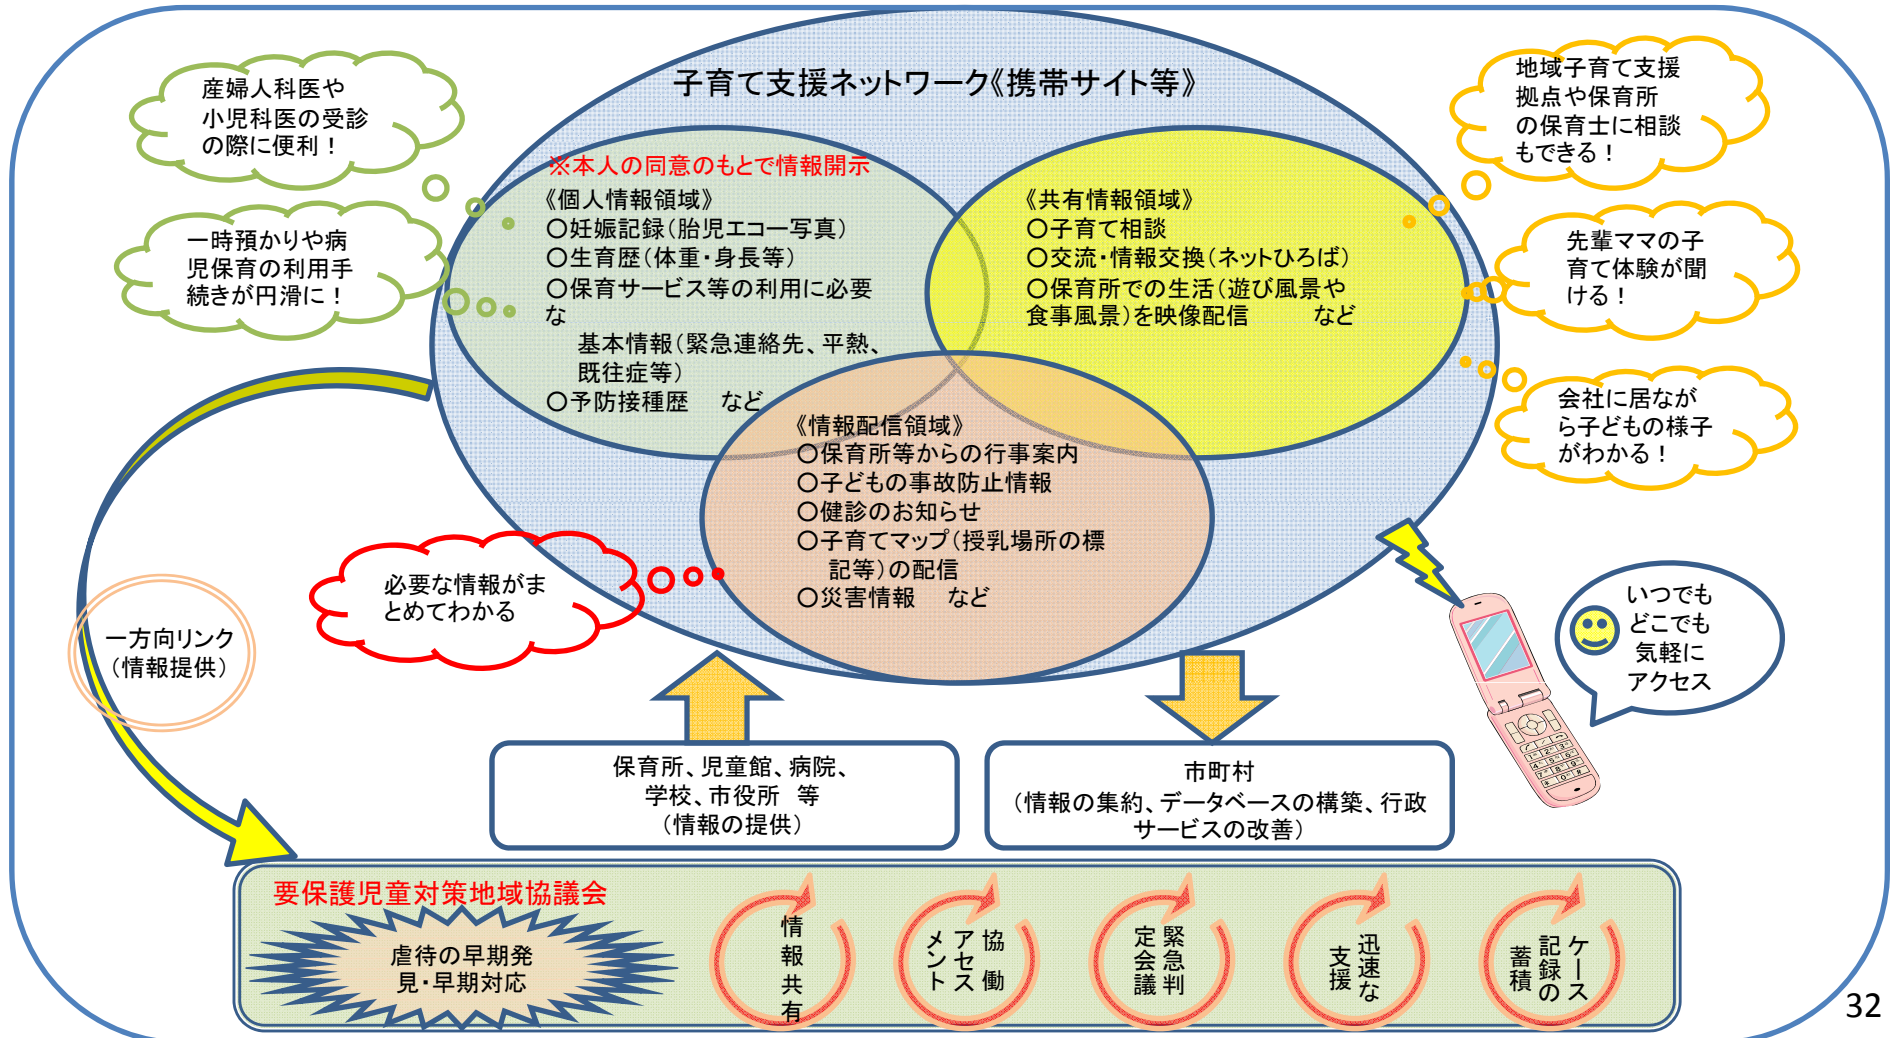 子育て支援ネットワーク《携帯サイト等》
産婦人科医や
小児科医の受診
の際に便利！
一時預かりや病
児保育の利用手
続きが円滑に！
※本人の同意のもとで情報開示
《個人情報領域》
○妊娠記録（胎児エコー写真）
○生育歴（体重・身長等）
○保育サービス等の利用に必要
な
基本情報（緊急連絡先、平熱、
既往症等）
○予防接種歴　など
《共有情報領域》
○子育て相談
○交流・情報交換（ネットひろば）
○保育所での生活（遊び風景や
食事風景）を映像配信　　など
地域子育て支援
拠点や保育所
の保育士に相談
もできる！
先輩ママの子
育て体験が聞
ける！
会社に居なが
ら子どもの様子
がわかる！
《情報配信領域》
○保育所等からの行事案内
○子どもの事故防止情報
○健診のお知らせ
○子育てマップ（授乳場所の標
記等）の配信
○災害情報　など
必要な情報がま
とめてわかる
一方向リンク
（情報提供）
いつでも
どこでも
気軽に
アクセス
保育所、児童館、病院、
学校、市役所　等
（情報の提供）
市町村
（情報の集約、データベースの構築、行政
サービスの改善）
要保護児童対策地域協議会
虐待の早期発
見・早期対応
情報共有
協働
アセス
メント
緊急判
定会議
迅速な
支援
ケース
記録の
蓄積
32